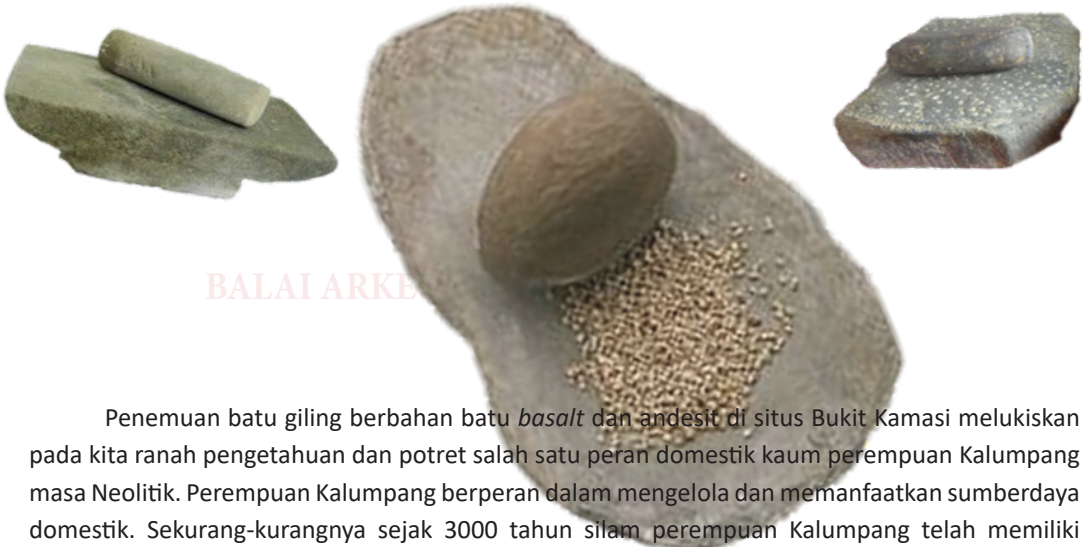 BALAI ARKE
Penemuan batu giling berbahan batu basalt dan andesit di situs Bukit Kamasi melukiskan
pada kita ranah pengetahuan dan potret salah satu peran domestik kaum perempuan Kalumpang
masa Neolitik. Perempuan Kalumpang berperan dalam mengelola dan memanfaatkan sumberdaya
domestik. Sekurang-kurangnya sejak 3000 tahun silam perempuan Kalumpang telah memiliki